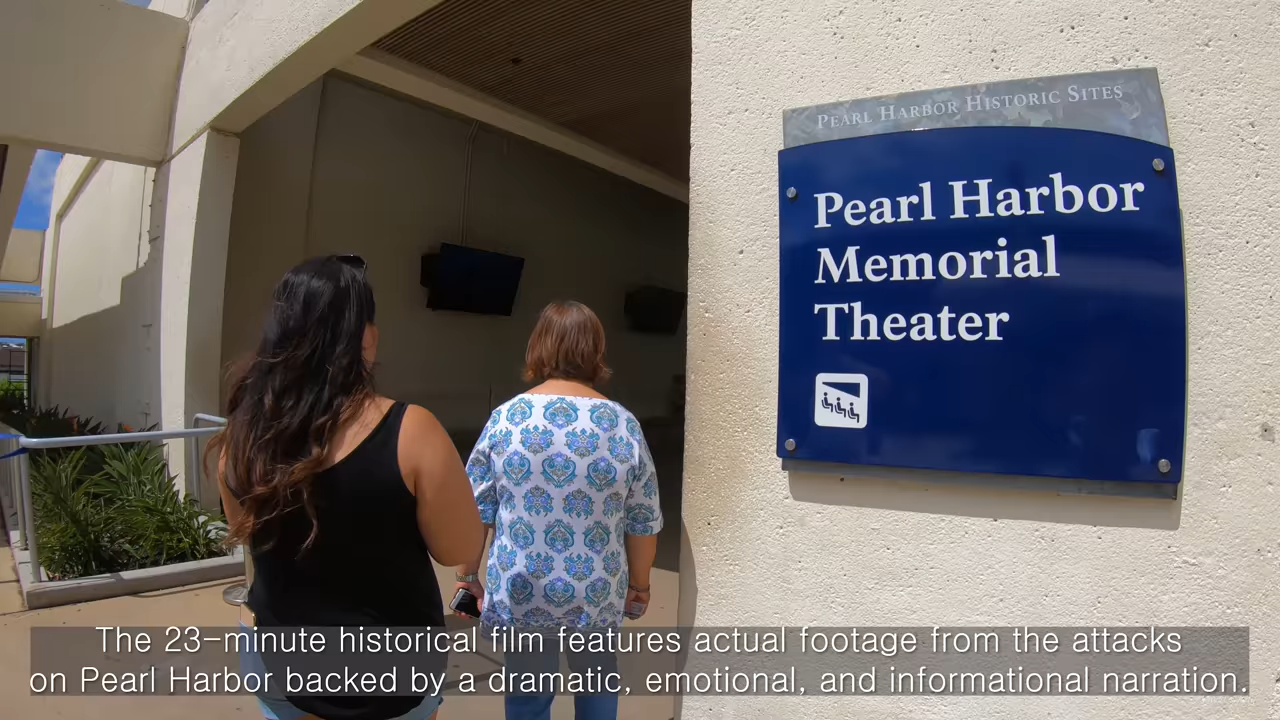 Pearl Harbor Historic Sites
Pearl Harbor
Memorial
Theater
The 23-minute historical film features actual footage from the attacks
on Pearl Harbor backed by a dramatic, emotional, and informational narration.